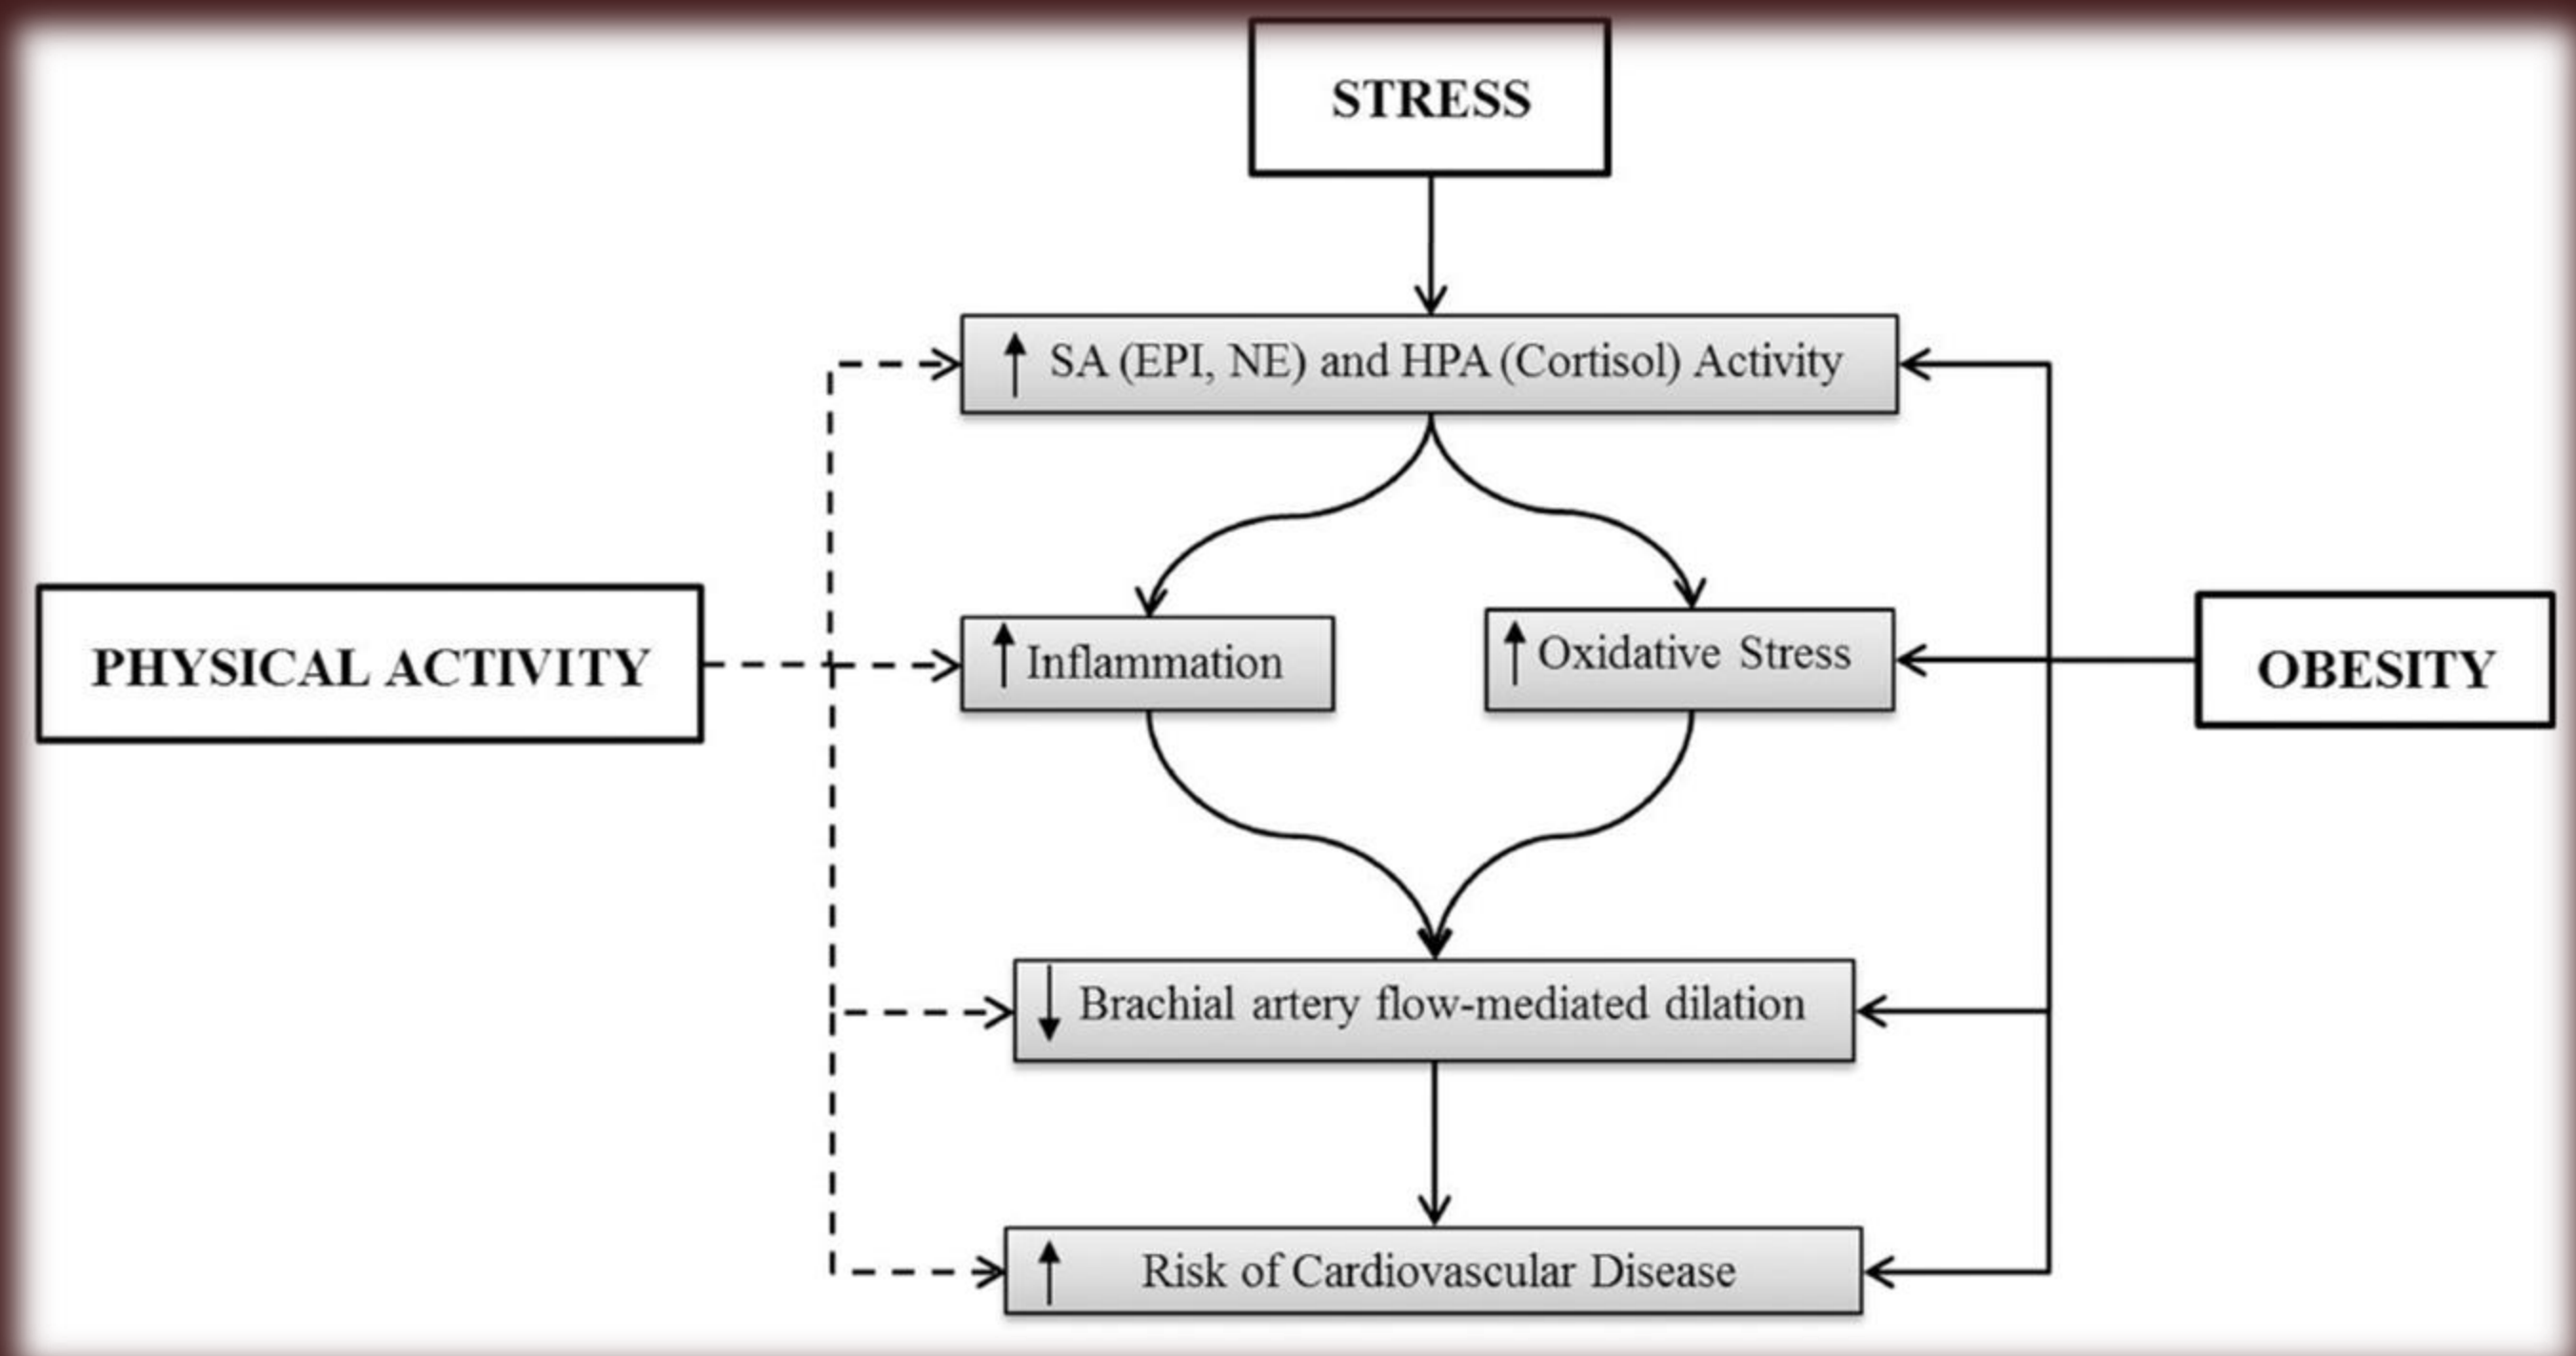 STRESS
↑ SA (EPI, NE) and HPA (Cortisol) Activity
PHYSICAL ACTIVITY
↑ Inflammation
↑ Oxidative Stress
OBESITY
↓ Brachial artery flow-mediated dilation
↑ Risk of Cardiovascular Disease